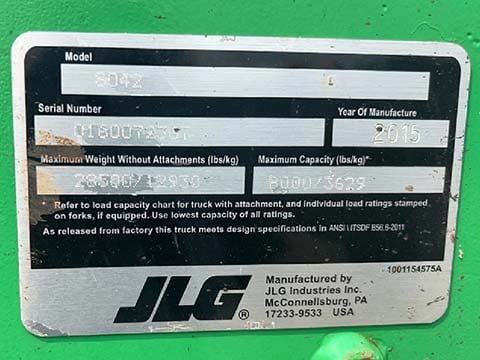 Model
8042 1
Serial Number
Year Of Manufacture
2015
Maximum Weight Without Attachments (lbs/kg)
Maximum Capacity (lbs/kg)*
28500/12930
8000/3629
* Refer to load capacity chart for truck with attachment, and individual load ratings stamped
on forks, if equipped. Use lowest capacity of all ratings.
As released from factory this truck meets design specifications in ANSI \ ITSDF B56.6-2011
JLG®
Manufactured by
JLG Industries Inc.
McConnellsburg, PA
17233-9533 USA
1001154575A